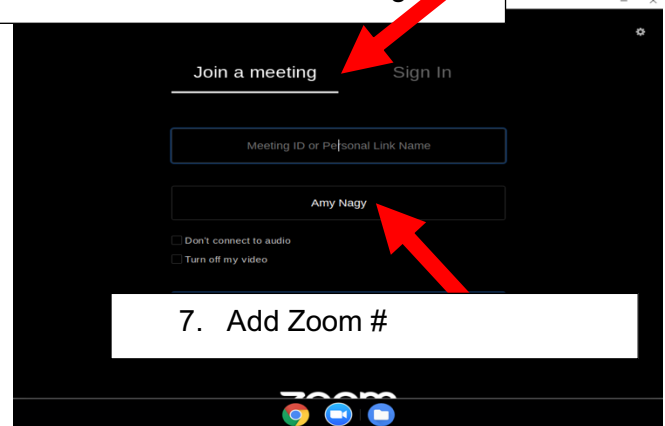 Join a meeting Sign In
Meeting ID or Personal Link Name
Amy Nagy
Don't connect to audio
Turn off my video
7. Add Zoom #
zoom